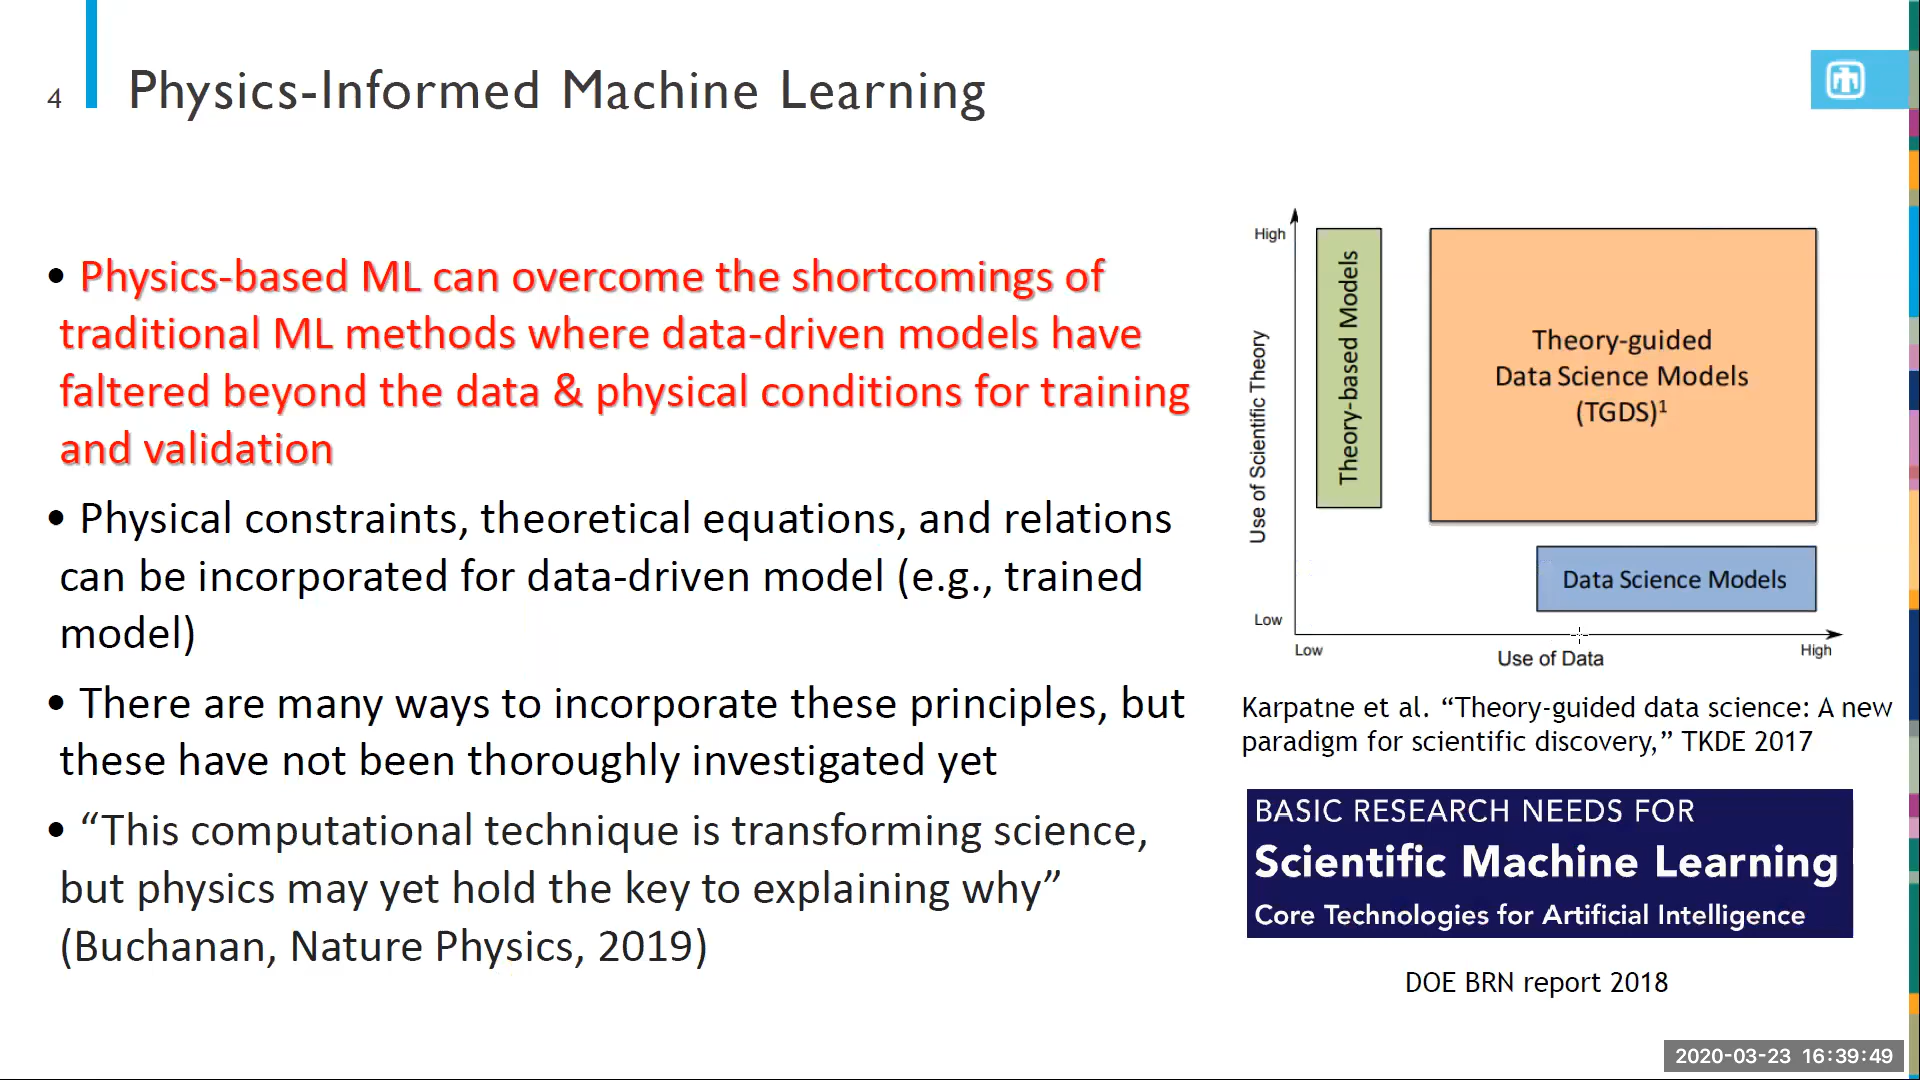 4
Physics-Informed Machine Learning
• Physics-based ML can overcome the shortcomings of
traditional ML methods where data-driven models have
faltered beyond the data & physical conditions for training
and validation
• Physical constraints, theoretical equations, and relations
can be incorporated for data-driven model (e.g., trained
model)
• There are many ways to incorporate these principles, but
these have not been thoroughly investigated yet
• “This computational technique is transforming science,
but physics may yet hold the key to explaining why”
(Buchanan, Nature Physics, 2019)
High
Use of Scientific Theory
Low
Theory-based Models
Theory-guided
Data Science Models
(TGDS)¹
Data Science Models
Low
Use of Data
High
Karpatne et al. “Theory-guided data science: A new
paradigm for scientific discovery,” TKDE 2017
BASIC RESEARCH NEEDS FOR
Scientific Machine Learning
Core Technologies for Artificial Intelligence
DOE BRN report 2018
2020-03-23 16:39:49